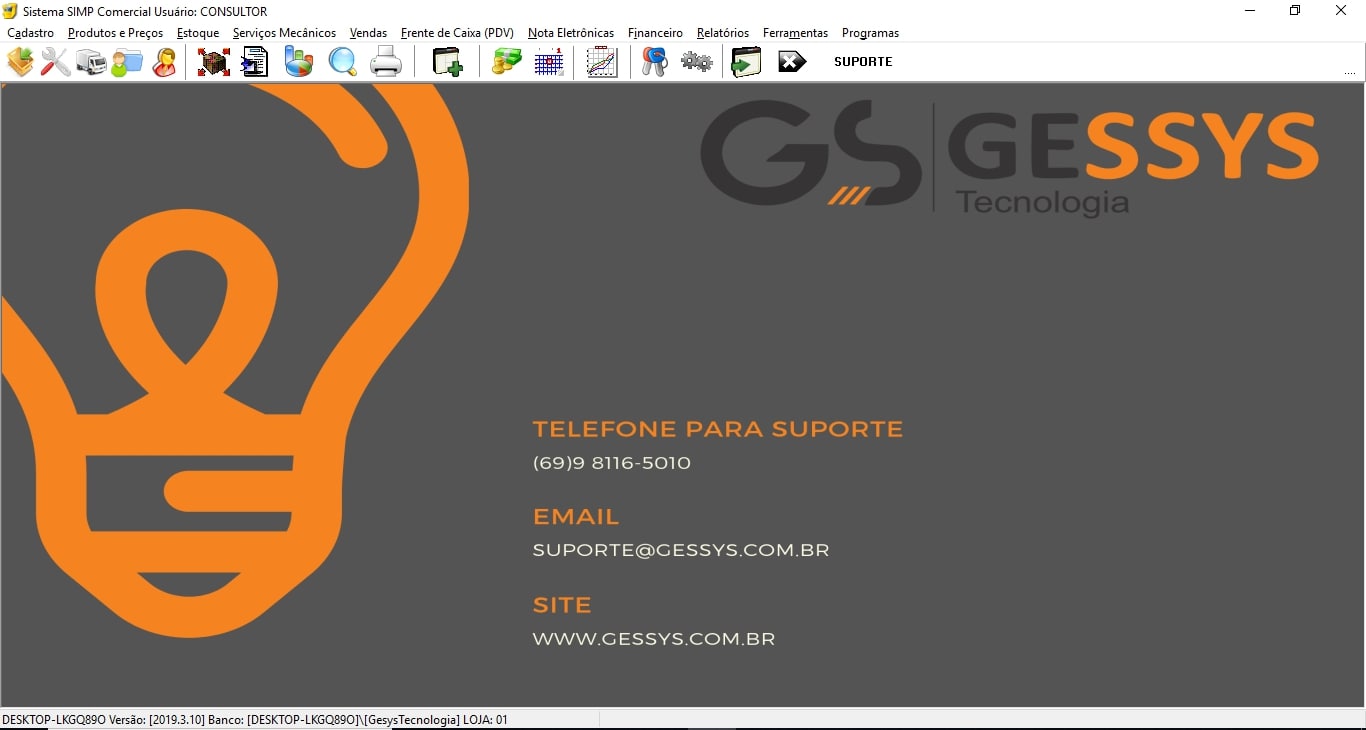 Sistema SIMP Comercial Usuário: CONSULTOR
Cadastro Produtos e Preços Estoque Serviços Mecânicos Vendas Frente de Caixa (PDV) Nota Eletrônicas Financeiro Relatórios Ferramentas Programas
SUPORTE
....
GS GESSYS
Tecnologia
TELEFONE PARA SUPORTE
(69)9 8116-5010
EMAIL
SUPORTE@GESSYS.COM.BR
SITE
WWW.GESSYS.COM.BR
DESKTOP-LKGQ89O Versão: [2019.3.10] Banco: [DESKTOP-LKGQ89O]\[GesysTecnologia] LOJA: 01